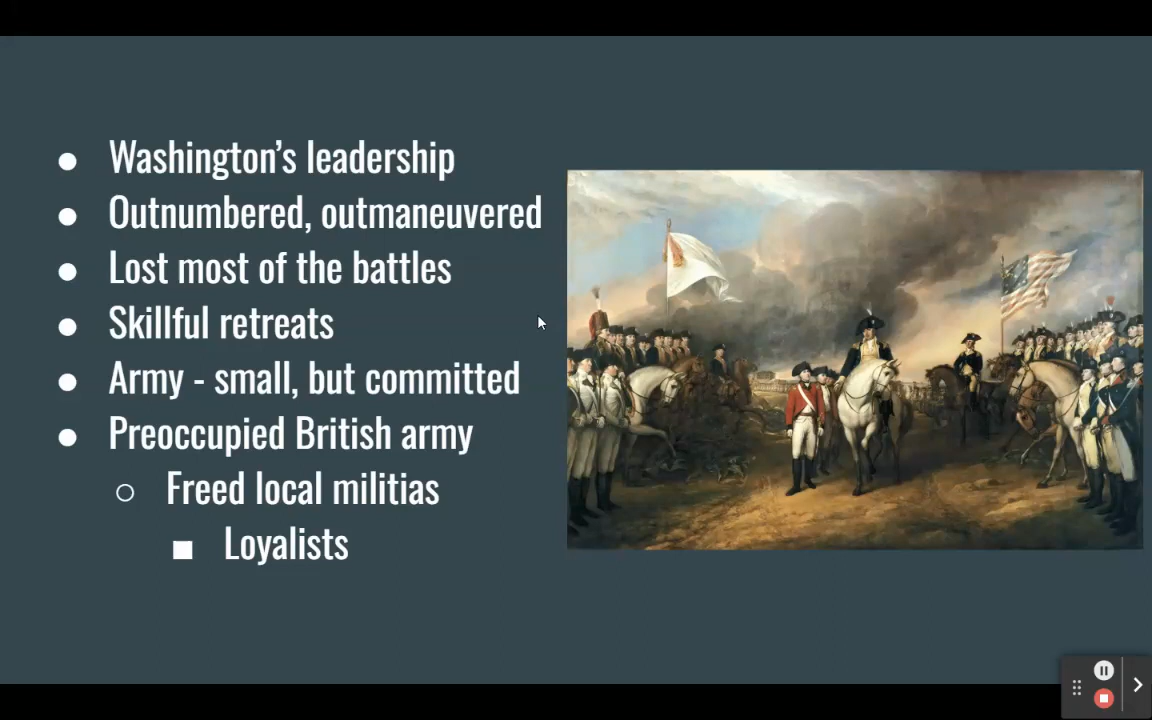 Washington’s leadership
Outnumbered, outmaneuvered
Lost most of the battles
Skillful retreats
Army - small, but committed
Preoccupied British army
Freed local militias
Loyalists